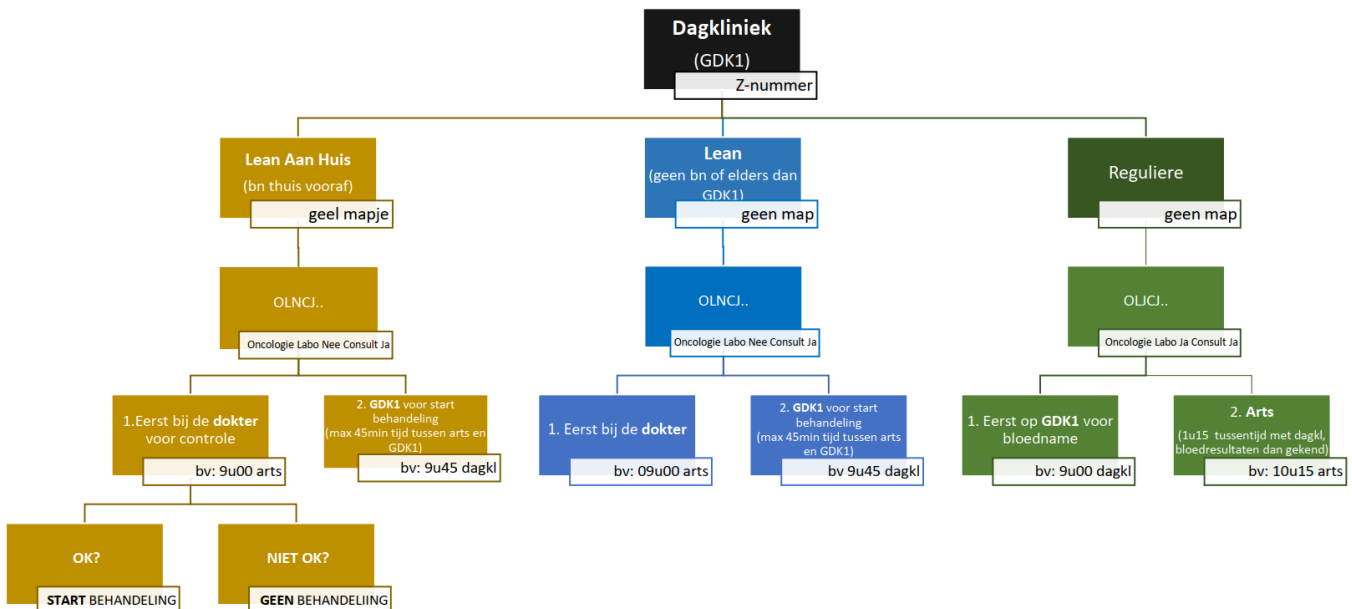 Dagkliniek
(GDK1)
Z-nummer
Lean Aan Huis
(bn thuis vooraf)
geel mapje
Lean
(geen bn of elders dan
GDK1)
geen map
Reguliere
geen map
OLNCJ..
Oncologie Labo Nee Consult Ja
OLNCJ..
Oncologie Labo Nee Consult Ja
OLJCJ..
Oncologie Labo Ja Consult Ja
1.Eerst bij de dokter
voor controle
bv: 9u00 arts
2. GDK1 voor start
behandeling
(max 45min tijd tussen arts en
GDK1)
bv: 9u45 dagkl
1. Eerst bij de dokter
bv: 09u00 arts
2. GDK1 voor start
behandeling
(max 45min tijd tussen arts
en GDK1)
bv 9u45 dagkl
1. Eerst op GDK1 voor
bloedname
bv: 9u00 dagkl
2. Arts
(1u15 tussentijd met dagkl,
bloedresultaten dan gekend)
bv: 10u15 arts
OK?
START BEHANDELING
NIET OK?
GEEN BEHANDELIING